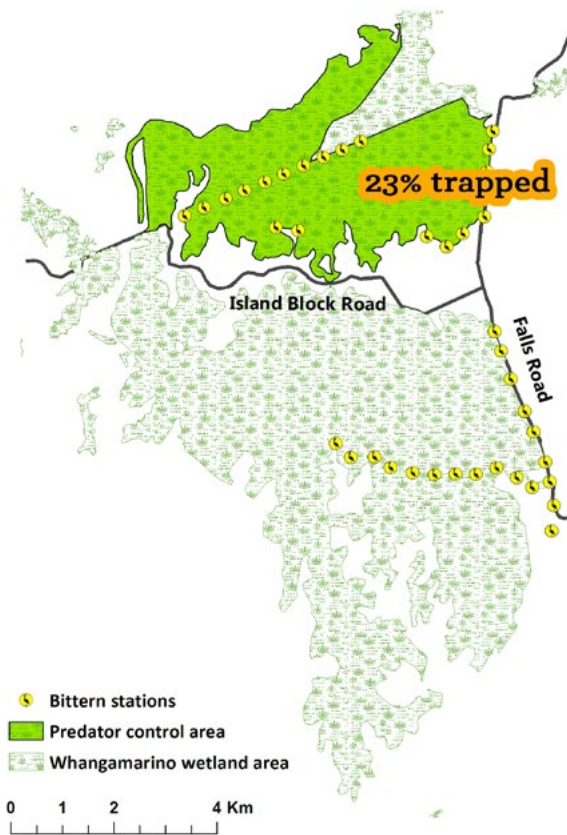 23% trapped
Island Block Road
Falls Road
Bittern stations
Predator control area
Whangamarino wetland area
0 1 2 4 Km